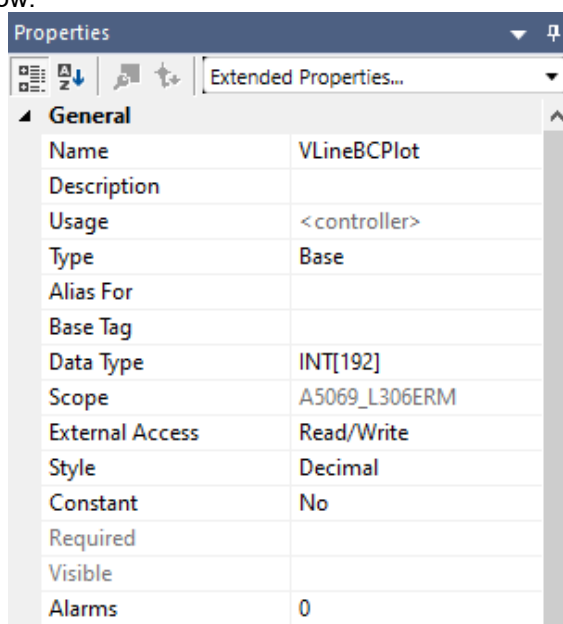 ow.
Properties
Extended Properties...
General
Name VLineBCPlot
Description
Usage <controller>
Type Base
Alias For
Base Tag
Data Type INT[192]
Scope A5069_L306ERM
External Access Read/Write
Style Decimal
Constant No
Required
Visible
Alarms 0